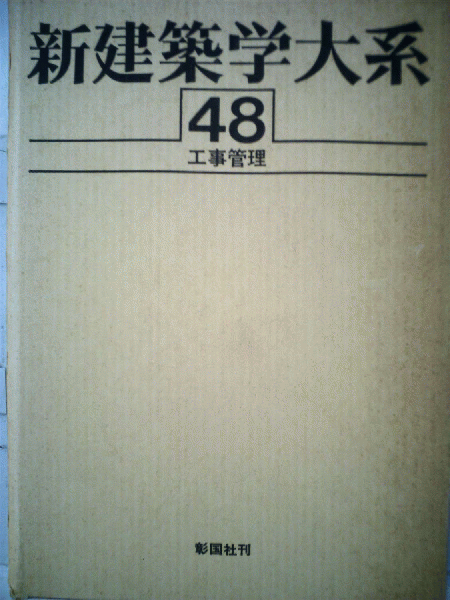 新建築学大系
48
工事管理
彰国社刊